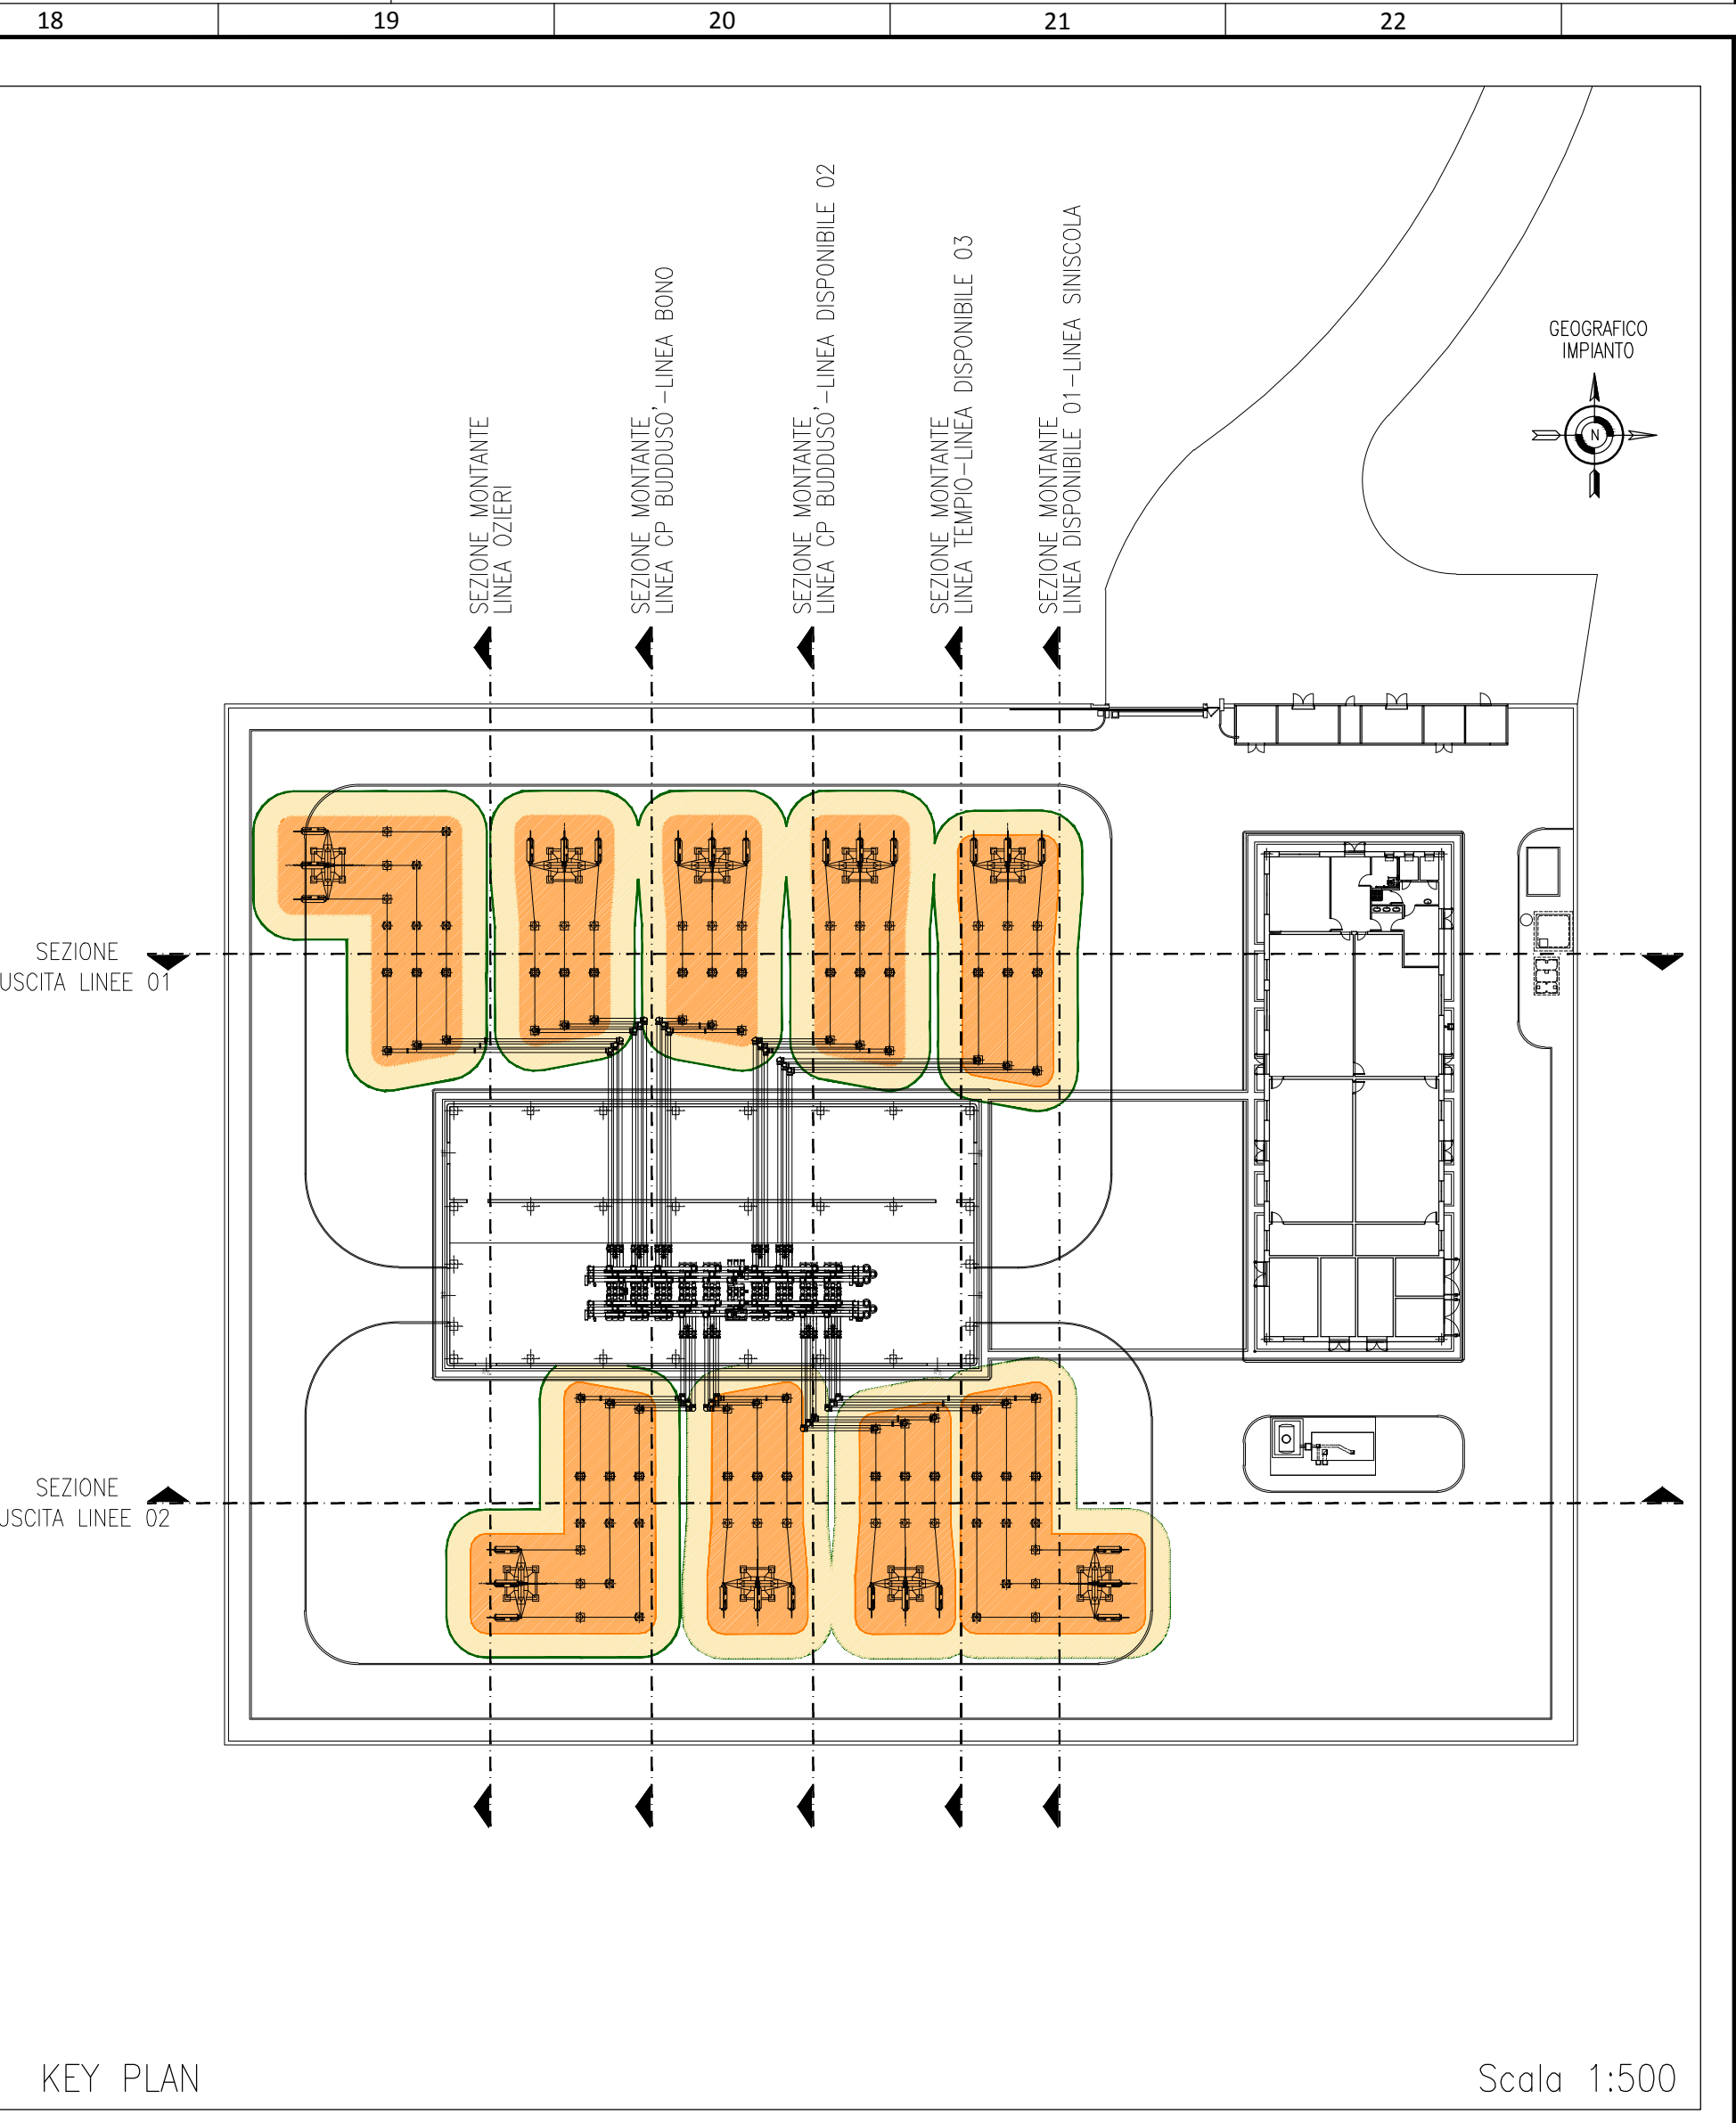 18
19
20
21
22
SEZIONE MONTANTE
LINEA OZIERI
SEZIONE MONTANTE
LINEA CP BUDDUSO'-LINEA BONO
SEZIONE MONTANTE
LINEA CP BUDDUSO'-LINEA DISPONIBILE 02
SEZIONE MONTANTE
LINEA TEMPIO-LINEA DISPONIBILE 03
SEZIONE MONTANTE
LINEA DISPONIBILE 01-LINEA SINISCOLA
GEOGRAFICO
IMPIANTO
N
SEZIONE
USCITA LINEE 01
SEZIONE
USCITA LINEE 02
KEY PLAN
Scala 1:500